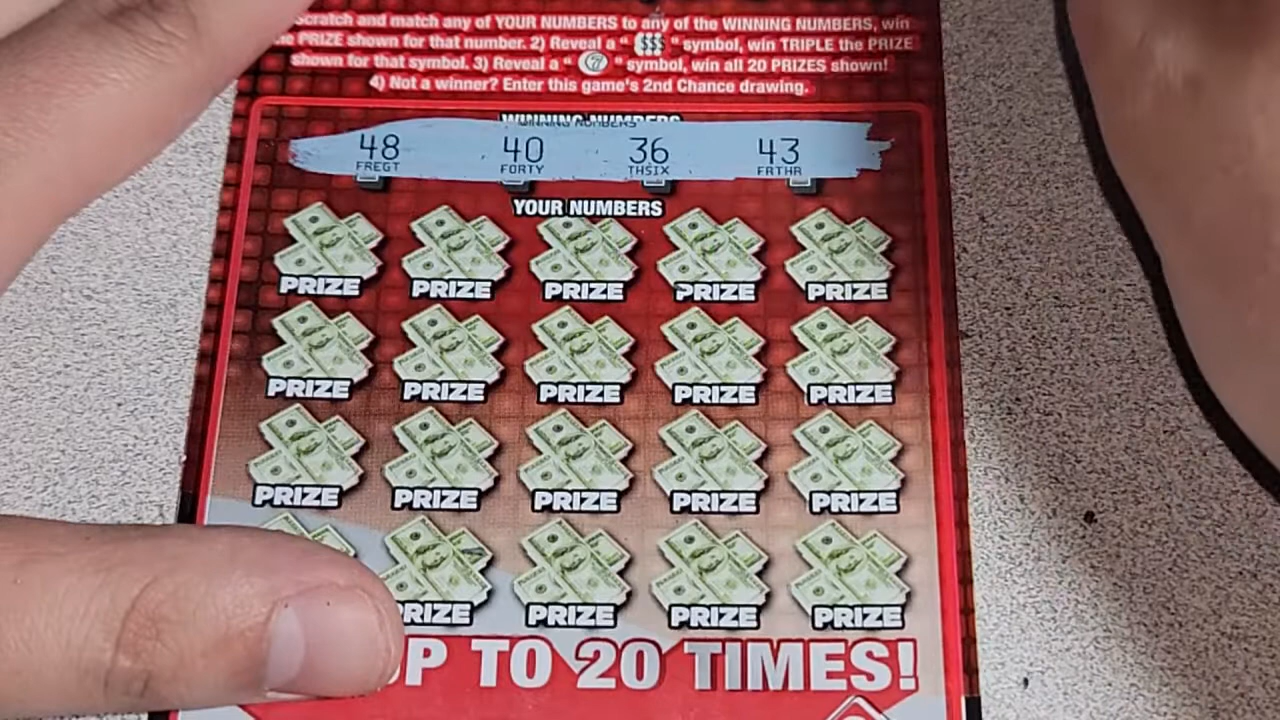 Scratch and match any of YOUR NUMBERS to any of the WINNING NUMBERS, win
PRIZE shown for that number. 2) Reveal a " $$$ " symbol, win TRIPLE the PRIZE
shown for that symbol. 3) Reveal a " " symbol, win all 20 PRIZES shown!
4) Not a winner? Enter this game's 2nd Chance drawing.
WINNING NUMBERS
48 40 36 43
FREGT FORTY THSIX FRTHR
YOUR NUMBERS
PRIZE PRIZE PRIZE PRIZE PRIZE
PRIZE PRIZE PRIZE PRIZE PRIZE
PRIZE PRIZE PRIZE PRIZE PRIZE
PRIZE PRIZE PRIZE PRIZE
UP TO 20 TIMES!